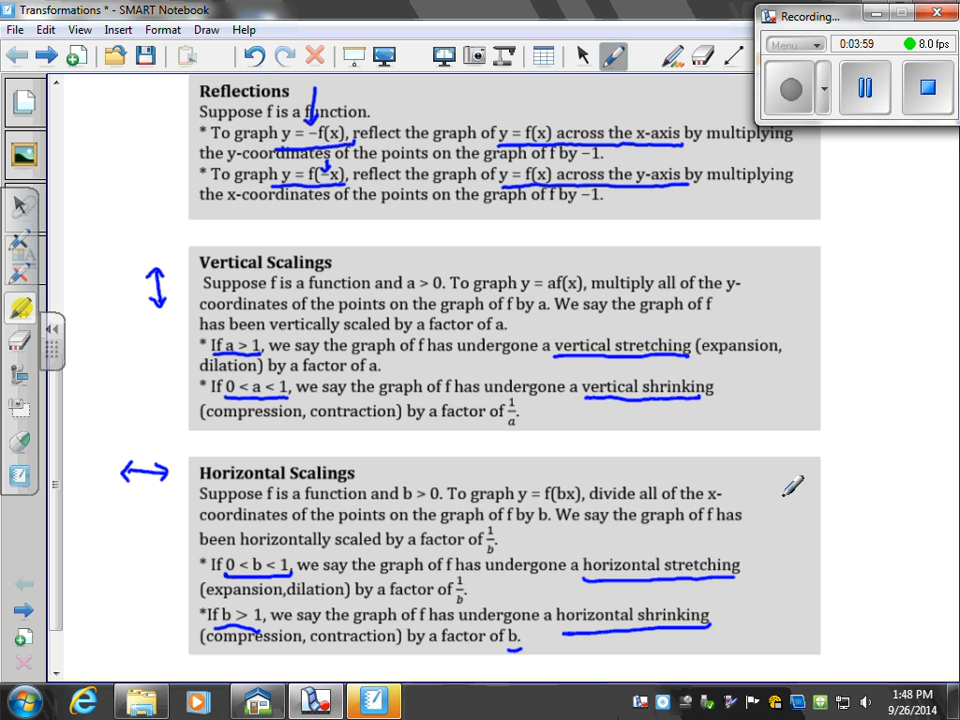 Transformations * - SMART Notebook
File Edit View Insert Format Draw Help
Recording...
Menu
0:03:59
8.0 fps
Reflections
Suppose f is a function.
* To graph y = −f(x), reflect the graph of y = f(x) across the x-axis by multiplying
the y-coordinates of the points on the graph of f by −1.
* To graph y = f(−x), reflect the graph of y = f(x) across the y-axis by multiplying
the x-coordinates of the points on the graph of f by −1.
Vertical Scalings
Suppose f is a function and a > 0. To graph y = af(x), multiply all of the y-
coordinates of the points on the graph of f by a. We say the graph of f
has been vertically scaled by a factor of a.
* If a > 1, we say the graph of f has undergone a vertical stretching (expansion,
dilation) by a factor of a.
* If 0 < a < 1, we say the graph of f has undergone a vertical shrinking
(compression, contraction) by a factor of 1/a.
Horizontal Scalings
Suppose f is a function and b > 0. To graph y = f(bx), divide all of the x-
coordinates of the points on the graph of f by b. We say the graph of f has
been horizontally scaled by a factor of 1/b.
* If 0 < b < 1, we say the graph of f has undergone a horizontal stretching
(expansion,dilation) by a factor of 1/b.
*If b > 1, we say the graph of f has undergone a horizontal shrinking
(compression, contraction) by a factor of b.
1:48 PM
9/26/2014